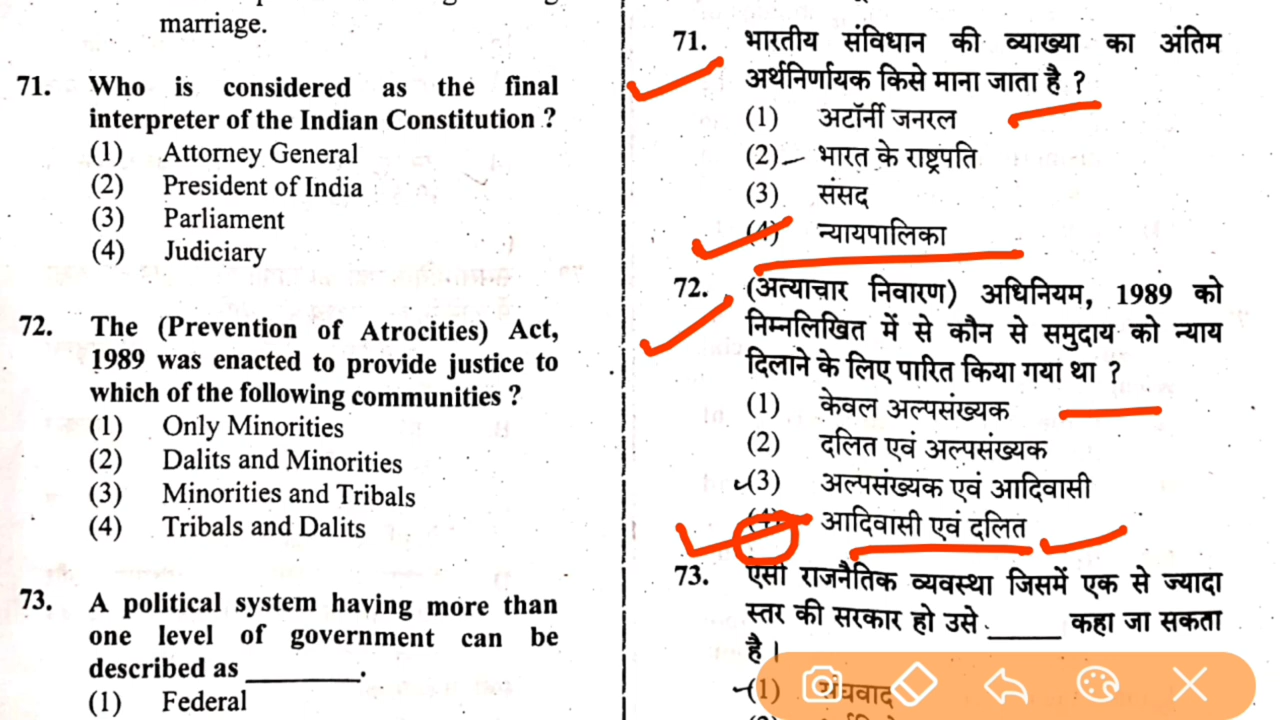 marriage.
71. Who is considered as the final
interpreter of the Indian Constitution ?
(1) Attorney General
(2) President of India
(3) Parliament
(4) Judiciary
72. The (Prevention of Atrocities) Act,
1989 was enacted to provide justice to
which of the following communities ?
(1) Only Minorities
(2) Dalits and Minorities
(3) Minorities and Tribals
(4) Tribals and Dalits
73. A political system having more than
one level of government can be
described as ________.
(1) Federal
71. भारतीय संविधान की व्याख्या का अंतिम
अर्थनिर्णायक किसे माना जाता है ?
(1) अटॉर्नी जनरल
(2) भारत के राष्ट्रपति
(3) संसद
(4) न्यायपालिका
72. (अत्याचार निवारण) अधिनियम, 1989 को
निम्नलिखित में से कौन से समुदाय को न्याय
दिलाने के लिए पारित किया गया था ?
(1) केवल अल्पसंख्यक
(2) दलित एवं अल्पसंख्यक
(3) अल्पसंख्यक एवं आदिवासी
(4) आदिवासी एवं दलित
73. ऐसी राजनैतिक व्यवस्था जिसमें एक से ज्यादा
स्तर की सरकार हो उसे ______ कहा जा सकता
है ।
(1) संघवाद